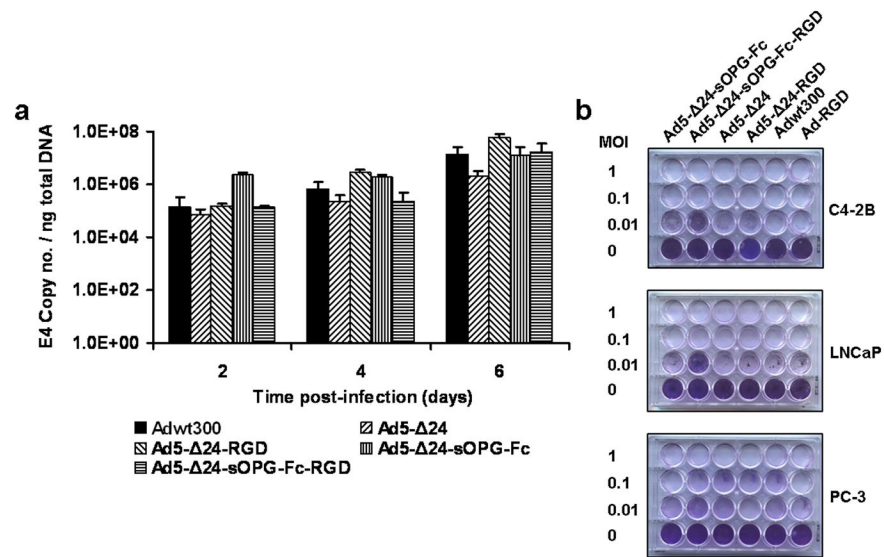 a
E4 Copy no. / ng total DNA
1.0E+08
1.0E+06
1.0E+04
1.0E+02
1.0E+00
2 4 6
Time post-infection (days)
Adwt300
Ad5-Δ24
Ad5-Δ24-RGD
Ad5-Δ24-sOPG-Fc
Ad5-Δ24-sOPG-Fc-RGD
b
Ad5-Δ24-sOPG-Fc
Ad5-Δ24-sOPG-Fc-RGD
Ad5-Δ24
Ad5-Δ24-RGD
Adwt300
Ad-RGD
MOI
1
0.1
0.01
0
C4-2B
1
0.1
0.01
0
LNCaP
1
0.1
0.01
0
PC-3